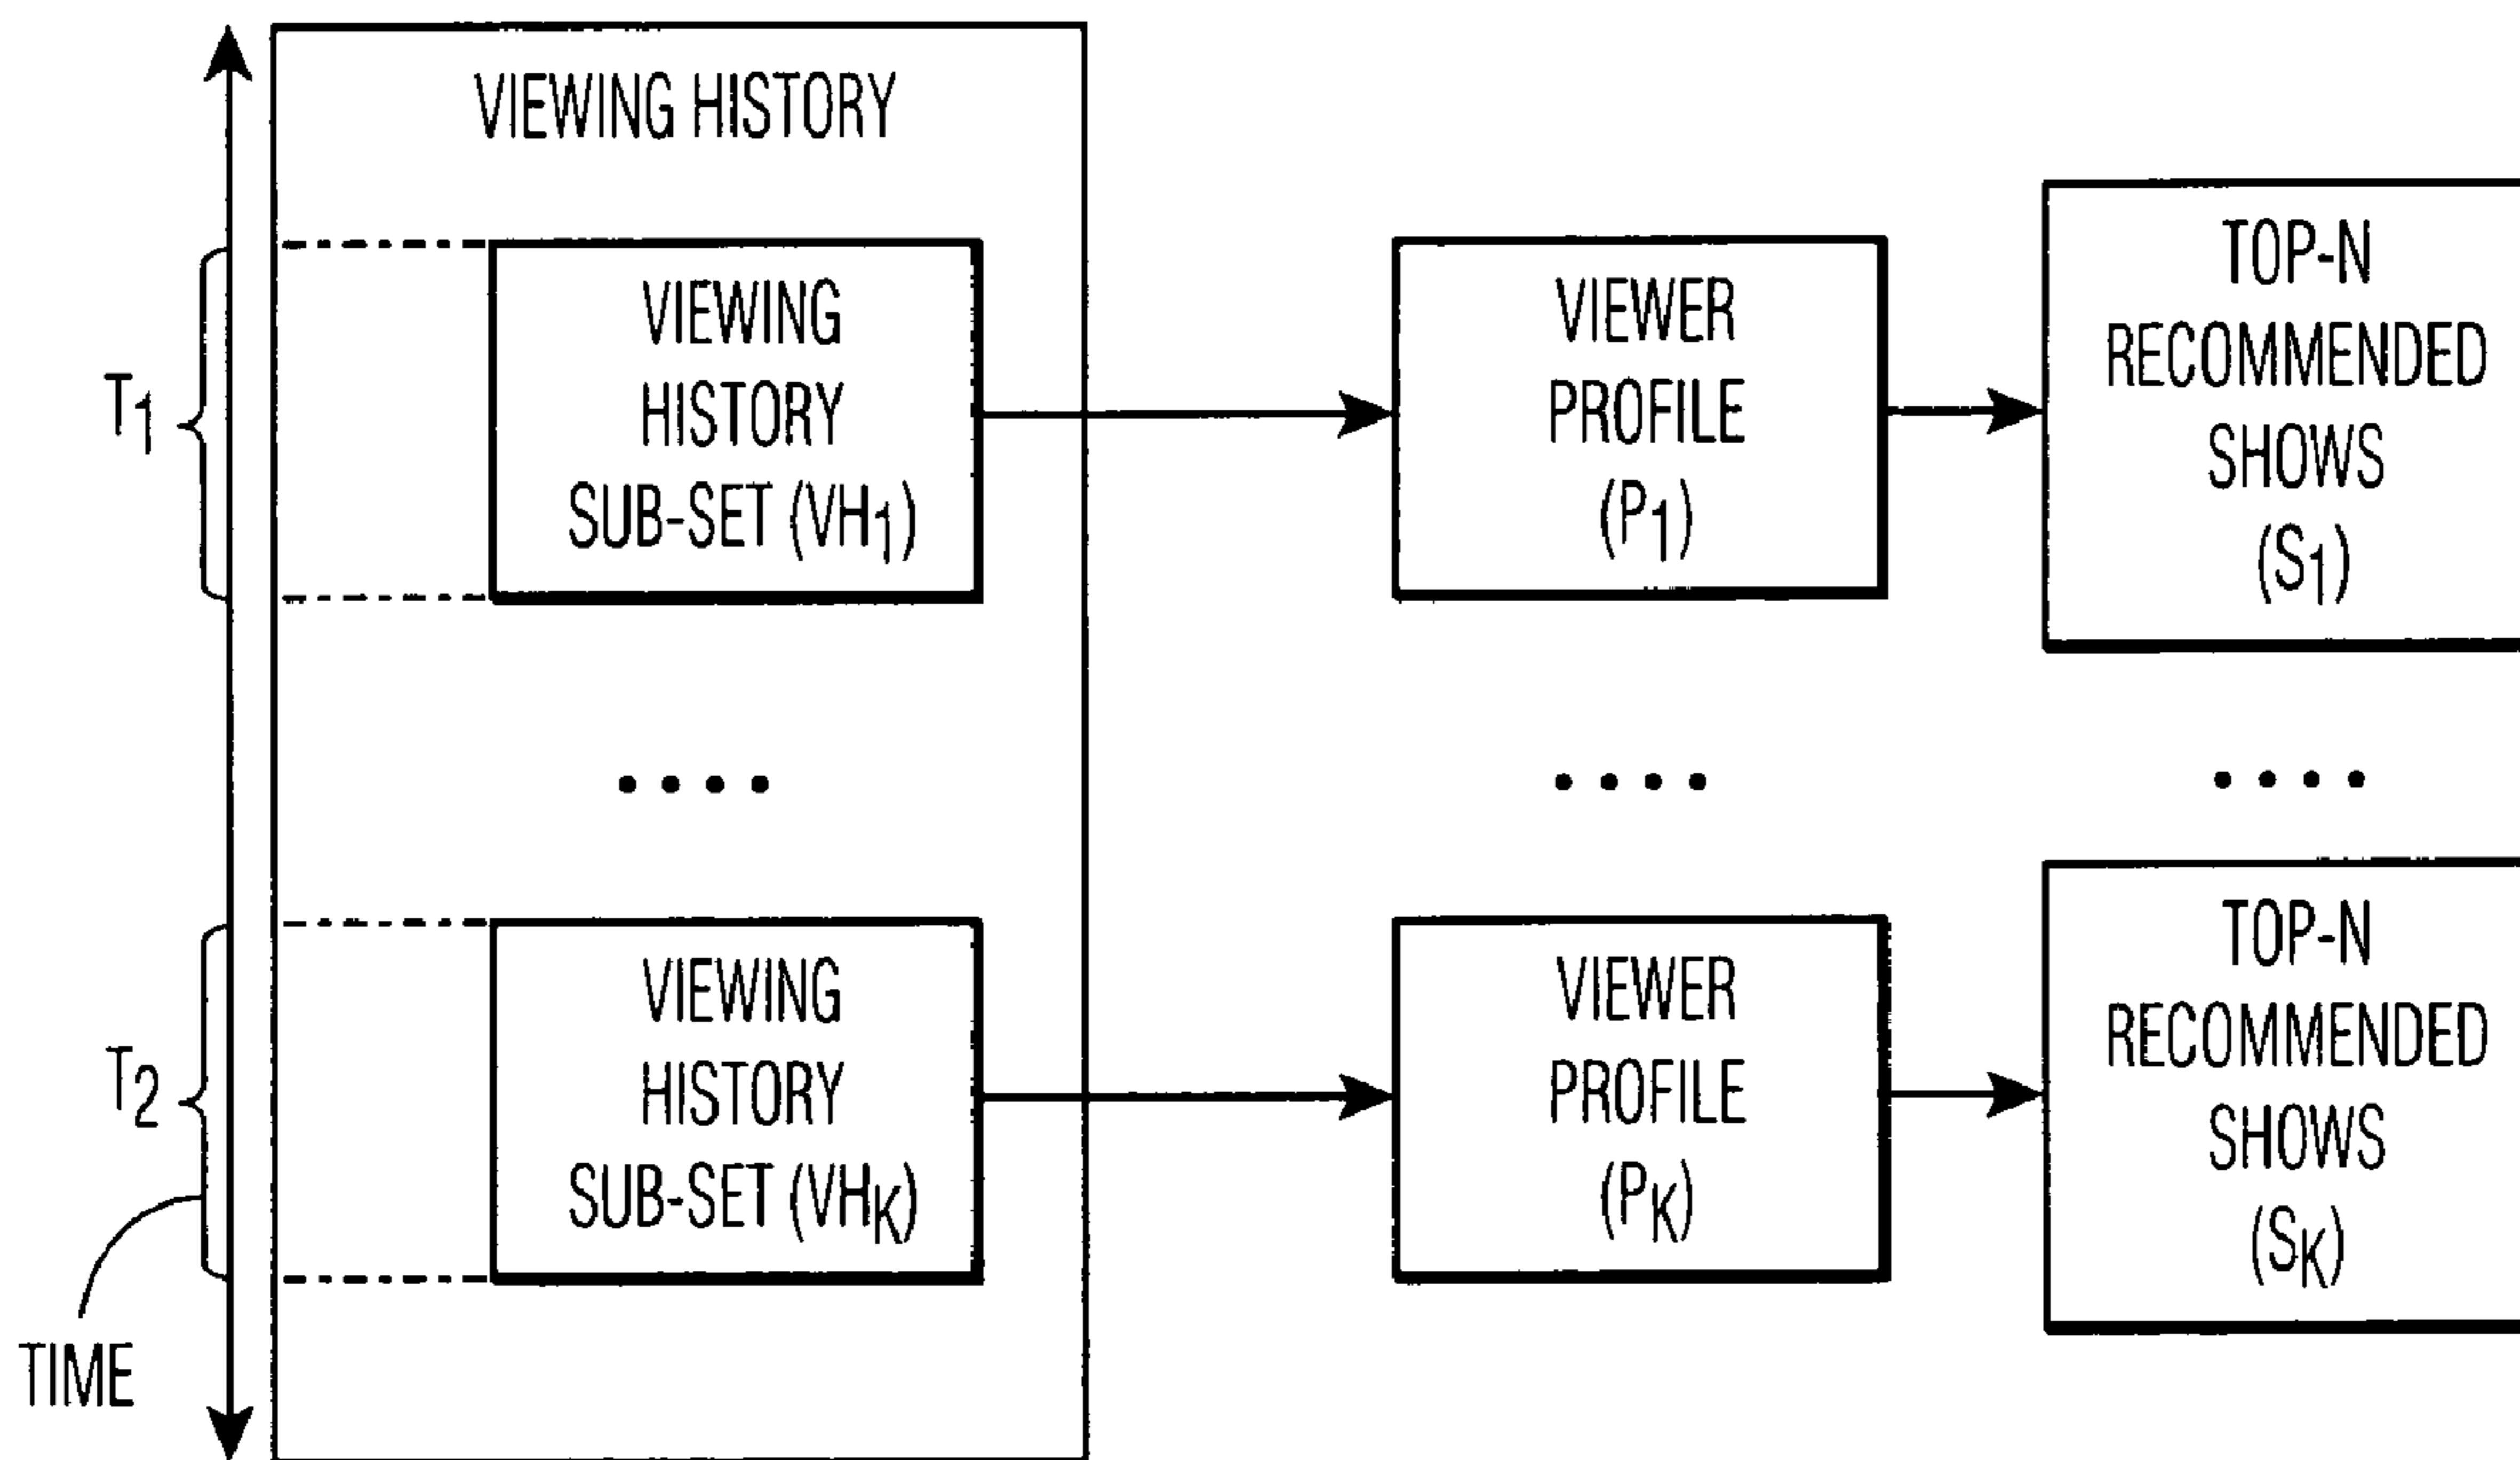 VIEWING HISTORY
T1
VIEWING
HISTORY
SUB-SET (VH1)
VIEWER
PROFILE
(P1)
TOP-N
RECOMMENDED
SHOWS
(S1)
T2
VIEWING
HISTORY
SUB-SET (VHK)
VIEWER
PROFILE
(PK)
TOP-N
RECOMMENDED
SHOWS
(SK)
TIME